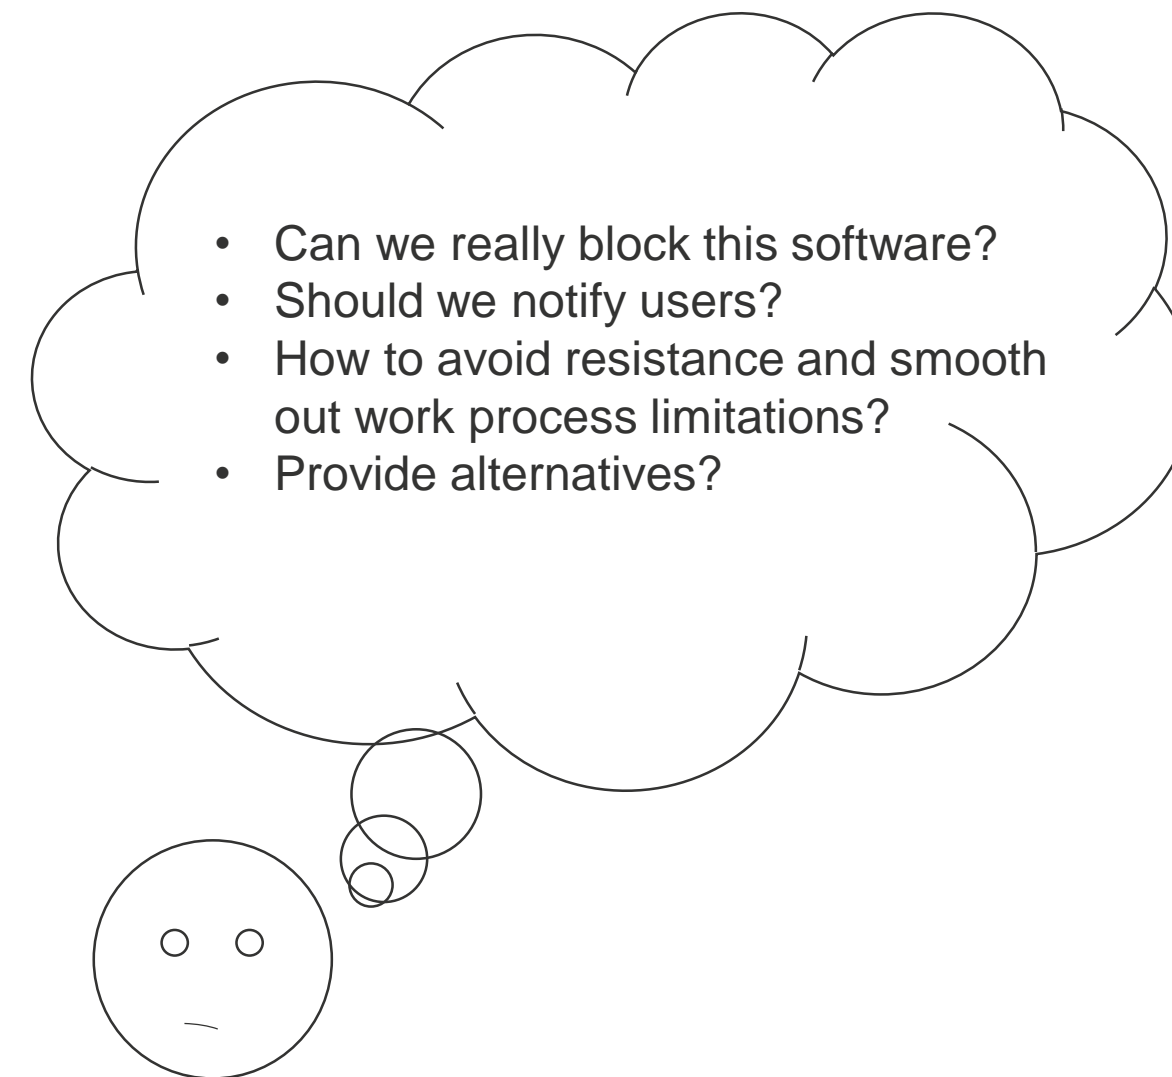 • Can we really block this software?
• Should we notify users?
• How to avoid resistance and smooth
out work process limitations?
• Provide alternatives?